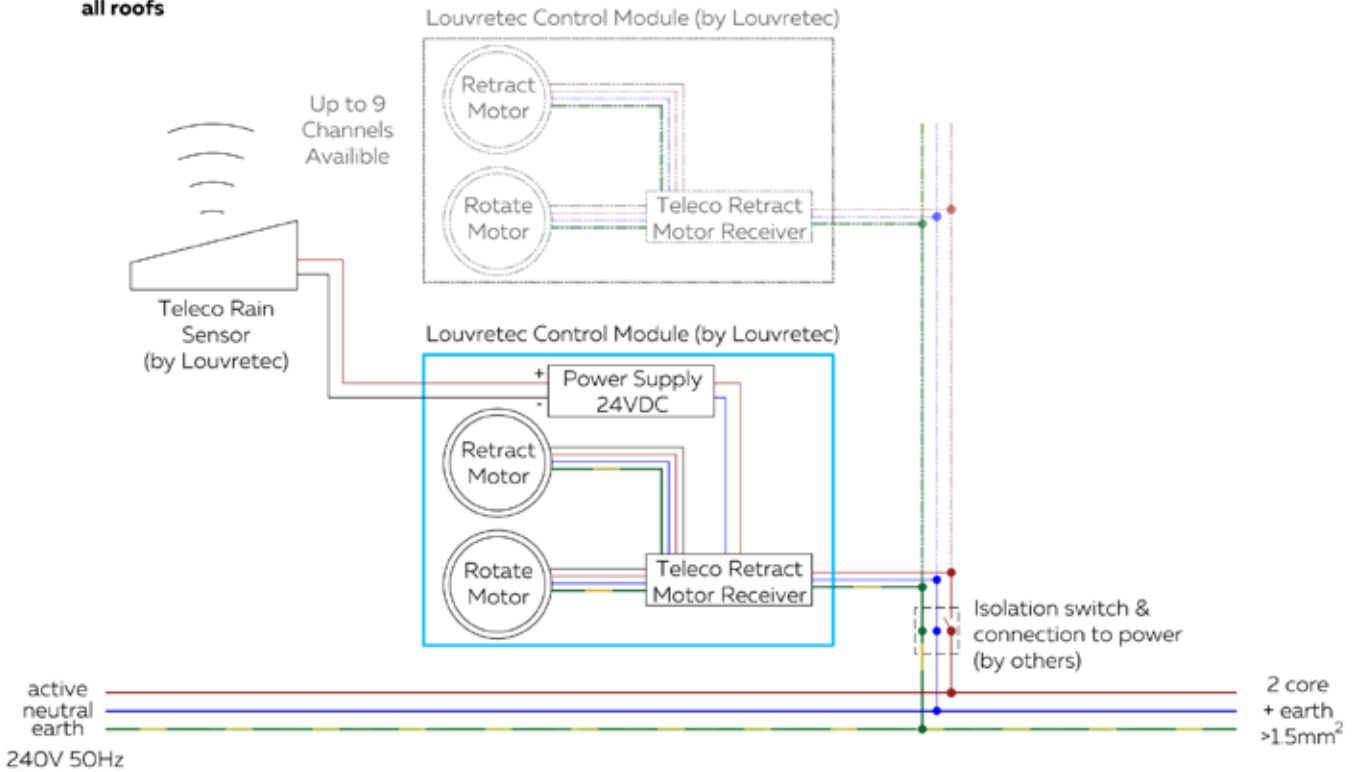 all roofs
Louvretec Control Module (by Louvretec)
Retract
Motor
Up to 9
Channels
Availible
Rotate
Motor
Teleco Retract
Motor Receiver
Teleco Rain
Sensor
(by Louvretec)
Louvretec Control Module (by Louvretec)
+
-
Power Supply
24VDC
Retract
Motor
Rotate
Motor
Teleco Retract
Motor Receiver
Isolation switch &
connection to power
(by others)
active
neutral
earth
240V 50Hz
2 core
+ earth
>1.5mm²